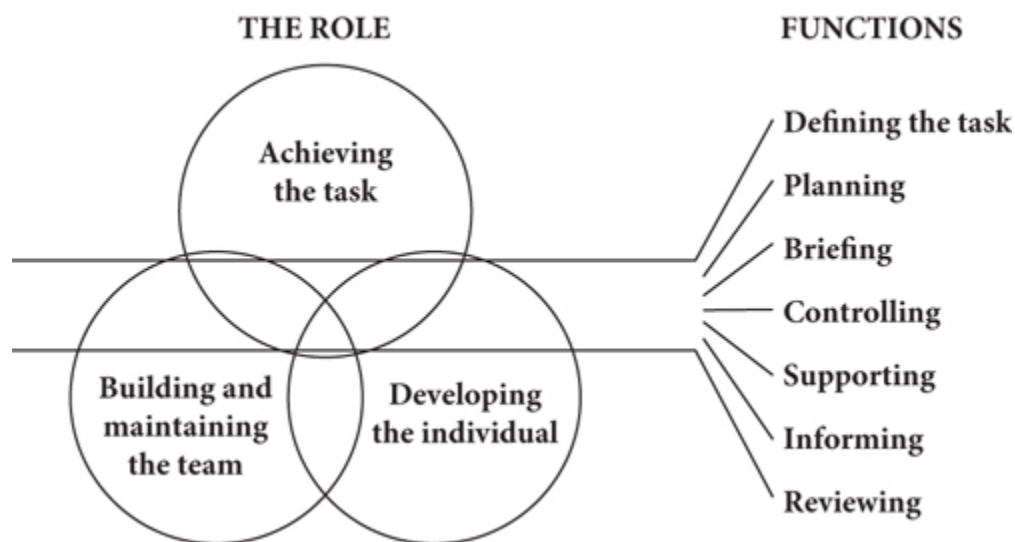 THE ROLE
Achieving
the task
Building and
maintaining
the team
Developing
the individual
FUNCTIONS
Defining the task
Planning
Briefing
Controlling
Supporting
Informing
Reviewing